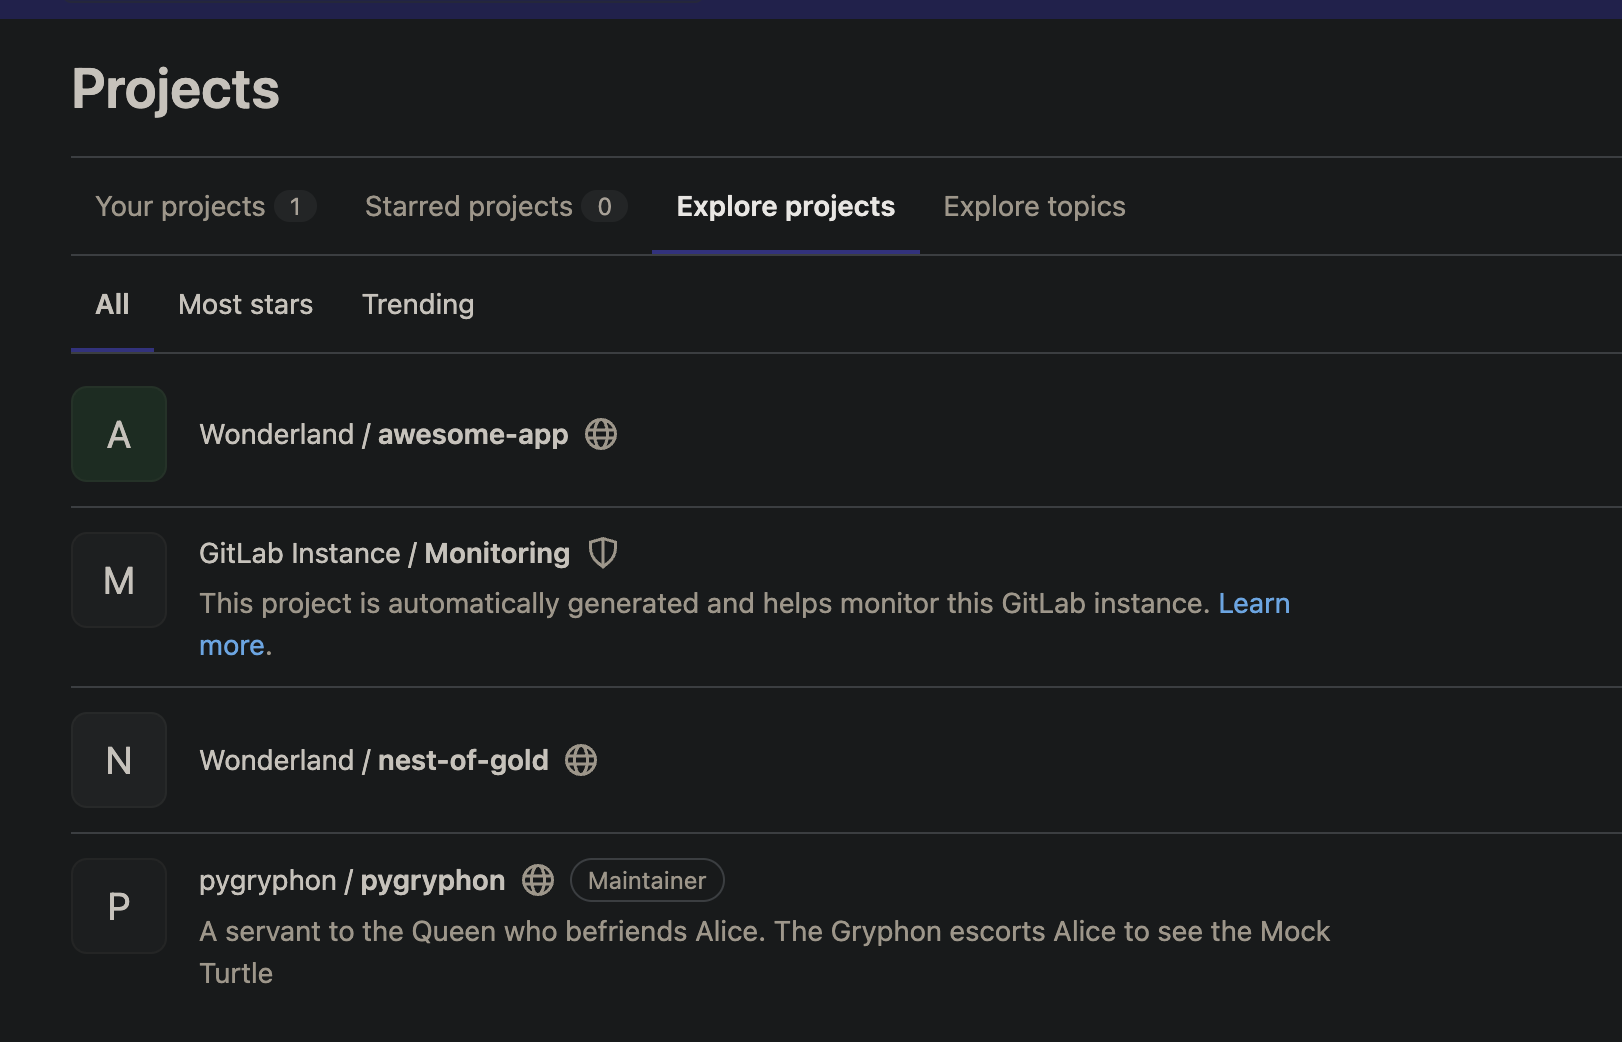 Projects
Your projects 1 Starred projects 0 Explore projects Explore topics
All Most stars Trending
A
Wonderland / awesome-app
M
GitLab Instance / Monitoring
This project is automatically generated and helps monitor this GitLab instance. Learn
more.
N
Wonderland / nest-of-gold
P
pygryphon / pygryphon Maintainer
A servant to the Queen who befriends Alice. The Gryphon escorts Alice to see the Mock
Turtle